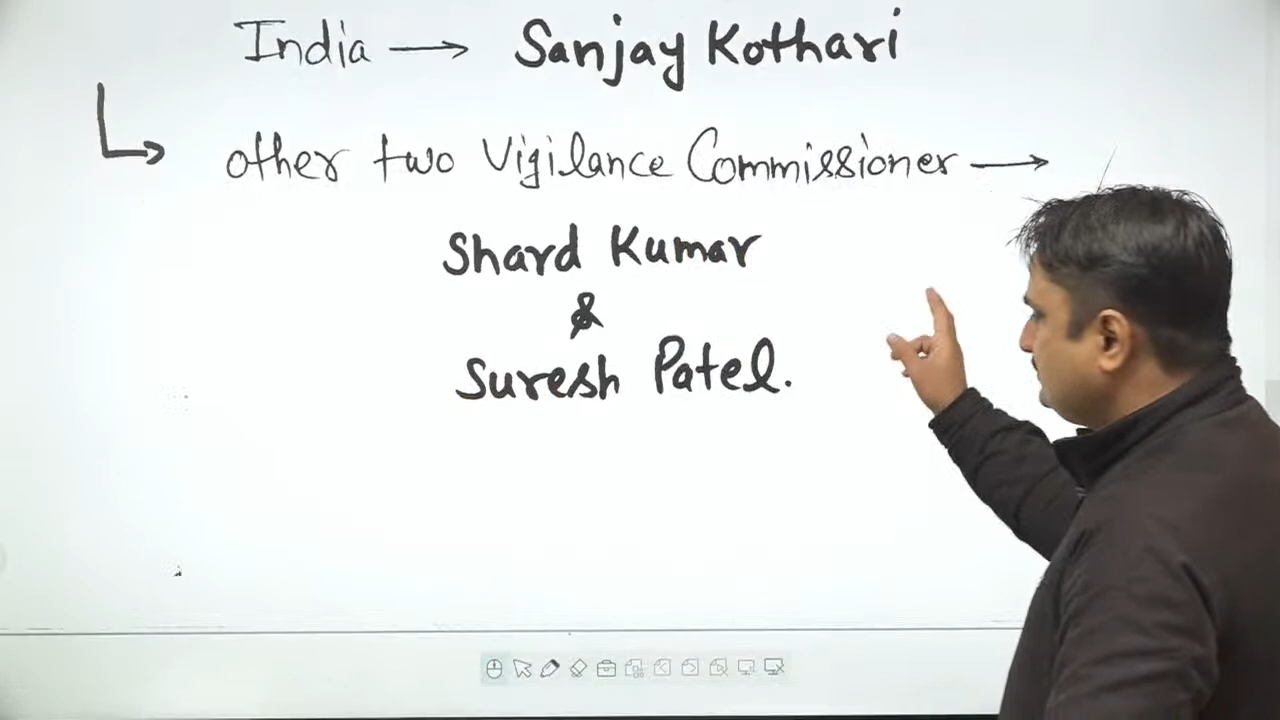 India → Sanjay Kothari
other two Vigilance Commissioner →
Shard Kumar
&
Suresh Patel.